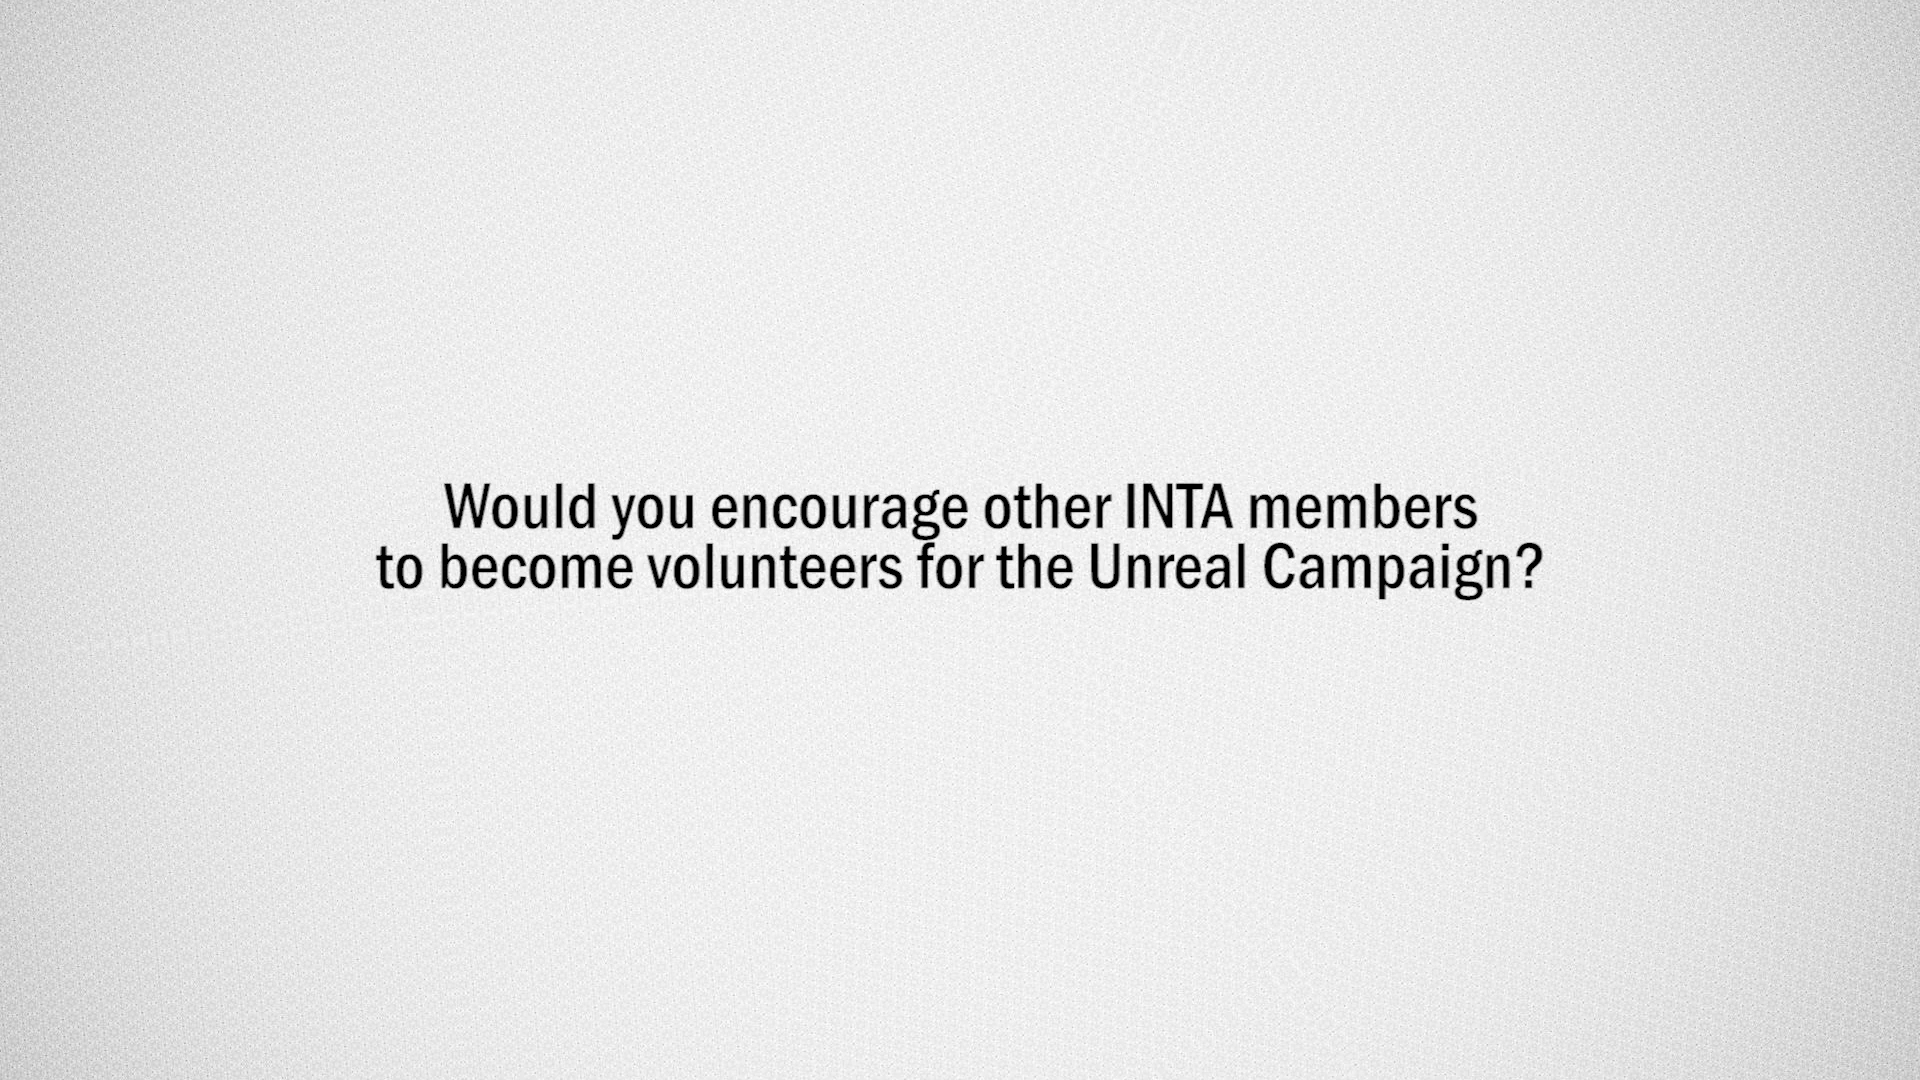 Would you encourage other INTA members
to become volunteers for the Unreal Campaign?